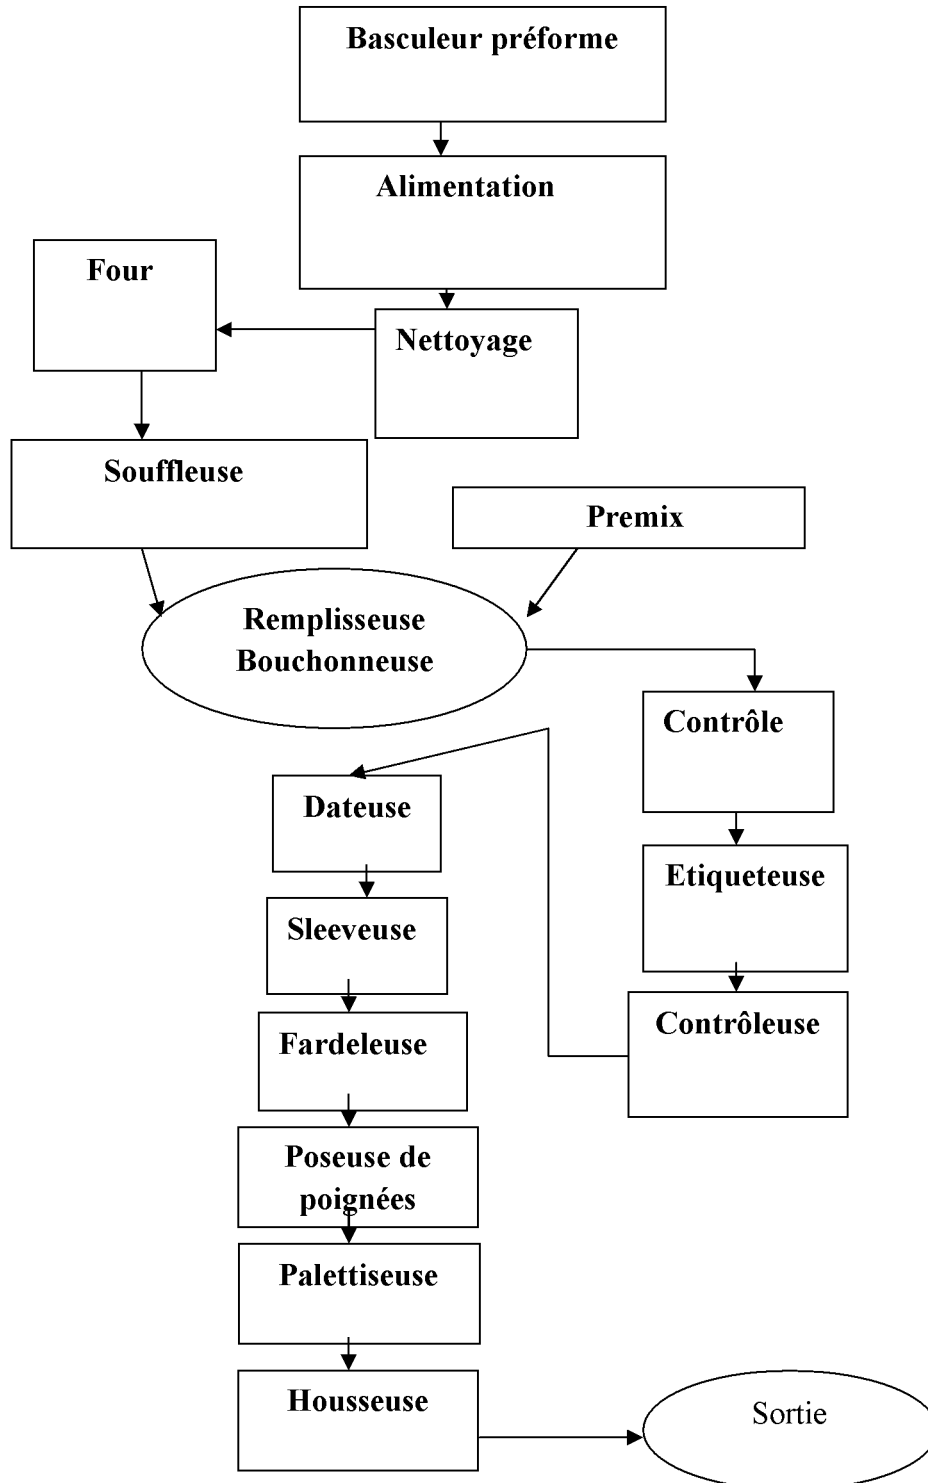 Basculeur préforme
Alimentation
Four
Nettoyage
Souffleuse
Premix
Remplisseuse
Bouchonneuse
Contrôle
Etiqueteuse
Contrôleuse
Dateuse
Sleeveuse
Fardeleuse
Poseuse de
poignées
Palettiseuse
Housseuse
Sortie